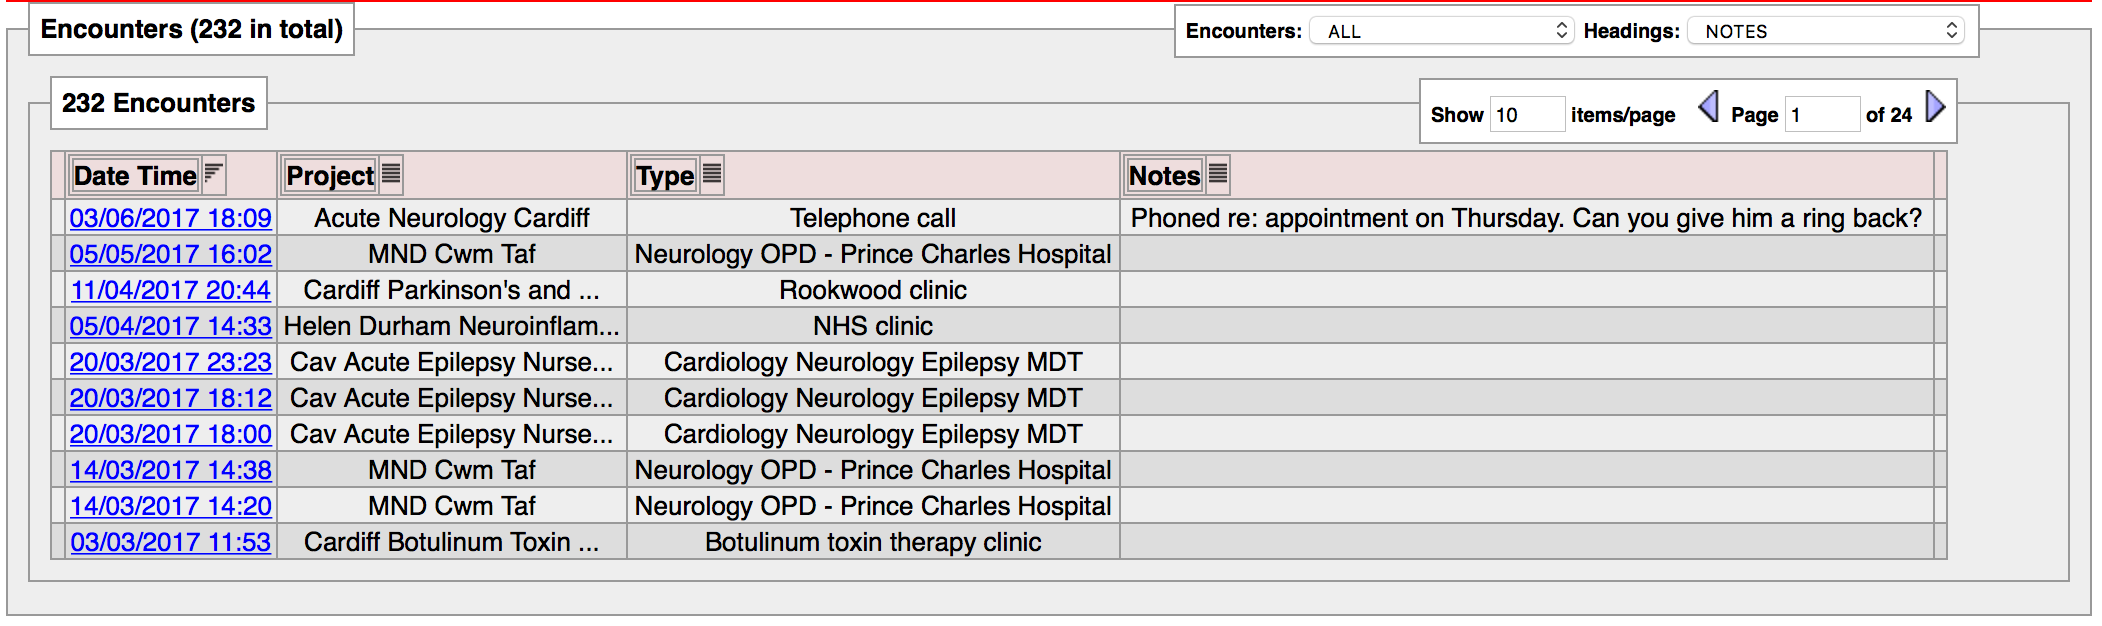 Encounters (232 in total)
Encounters: ALL Headings: NOTES
232 Encounters
Show 10 items/page Page 1 of 24
Date Time Project Type Notes
03/06/2017 18:09 Acute Neurology Cardiff Telephone call Phoned re: appointment on Thursday. Can you give him a ring back?
05/05/2017 16:02 MND Cwm Taf Neurology OPD - Prince Charles Hospital
11/04/2017 20:44 Cardiff Parkinson's and ... Rookwood clinic
05/04/2017 14:33 Helen Durham Neuroinflam... NHS clinic
20/03/2017 23:23 Cav Acute Epilepsy Nurse... Cardiology Neurology Epilepsy MDT
20/03/2017 18:12 Cav Acute Epilepsy Nurse... Cardiology Neurology Epilepsy MDT
20/03/2017 18:00 Cav Acute Epilepsy Nurse... Cardiology Neurology Epilepsy MDT
14/03/2017 14:38 MND Cwm Taf Neurology OPD - Prince Charles Hospital
14/03/2017 14:20 MND Cwm Taf Neurology OPD - Prince Charles Hospital
03/03/2017 11:53 Cardiff Botulinum Toxin ... Botulinum toxin therapy clinic